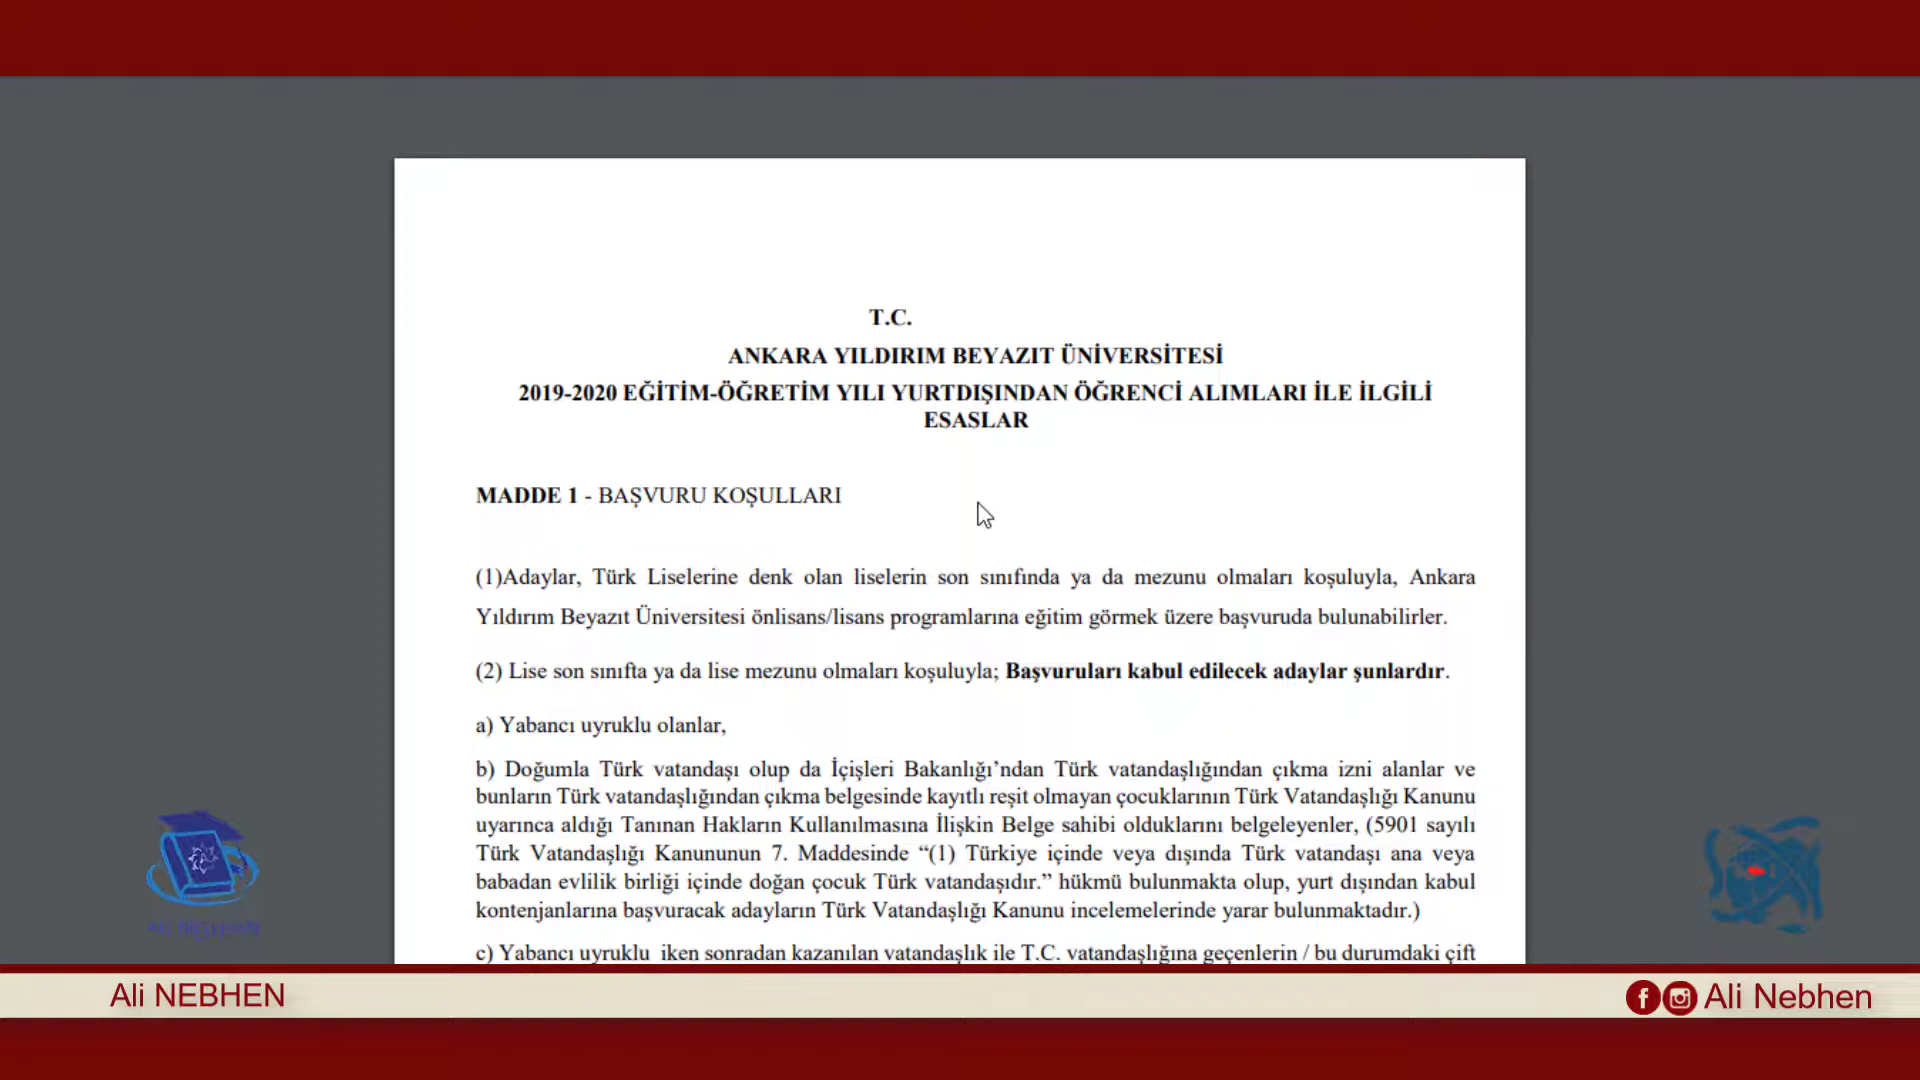 T.C.
ANKARA YILDIRIM BEYAZIT ÜNİVERSİTESİ
2019-2020 EĞİTİM-ÖĞRETİM YILI YURTDIŞINDAN ÖĞRENCİ ALIMLARI İLE İLGİLİ
ESASLAR
MADDE 1 - BAŞVURU KOŞULLARI
(1)Adaylar, Türk Liselerine denk olan liselerin son sınıfında ya da mezunu olmaları koşuluyla, Ankara
Yıldırım Beyazıt Üniversitesi önlisans/lisans programlarına eğitim görmek üzere başvuruda bulunabilirler.
(2) Lise son sınıfta ya da lise mezunu olmaları koşuluyla; Başvuruları kabul edilecek adaylar şunlardır.
a) Yabancı uyruklu olanlar,
b) Doğumla Türk vatandaşı olup da İçişleri Bakanlığı’ndan Türk vatandaşlığından çıkma izni alanlar ve
bunların Türk vatandaşlığından çıkma belgesinde kayıtlı reşit olmayan çocuklarının Türk Vatandaşlığı Kanunu
uyarınca aldığı Tanınan Hakların Kullanılmasına İlişkin Belge sahibi olduklarını belgeleyenler, (5901 sayılı
Türk Vatandaşlığı Kanununun 7. Maddesinde “(1) Türkiye içinde veya dışında Türk vatandaşı ana veya
babadan evlilik birliği içinde doğan çocuk Türk vatandaşıdır.” hükmü bulunmakta olup, yurt dışından kabul
kontenjanlarına başvuracak adayların Türk Vatandaşlığı Kanunu incelemelerinde yarar bulunmaktadır.)
c) Yabancı uyruklu iken sonradan kazanılan vatandaşlık ile T.C. vatandaşlığına geçenlerin / bu durumdaki çift
Ali NEBHEN
Ali Nebhen